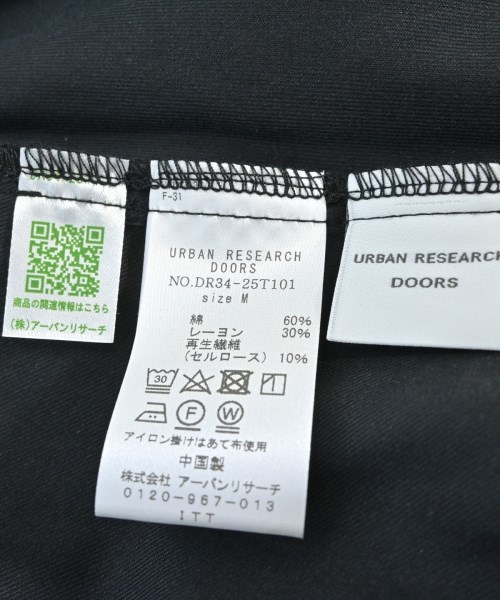 商品の関連情報はこちら
(株)アーバンリサーチ
F-31
URBAN RESEARCH
DOORS
NO.DR34-25T101
size M
綿 60%
レーヨン 30%
再生繊維
(セルロース) 10%
30
F
W
アイロン掛けはあて布使用
中国製
株式会社 アーバンリサーチ
0120-967-013
ITT
URBAN RESEARCH
DOORS